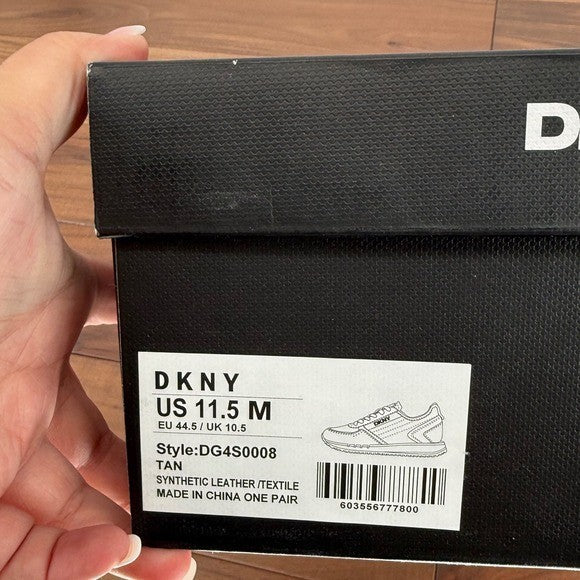 DKNY
US 11.5 M
EU 44.5 / UK 10.5
Style:DG4S0008
TAN
SYNTHETIC LEATHER /TEXTILE
MADE IN CHINA ONE PAIR
DKNY
603556777800